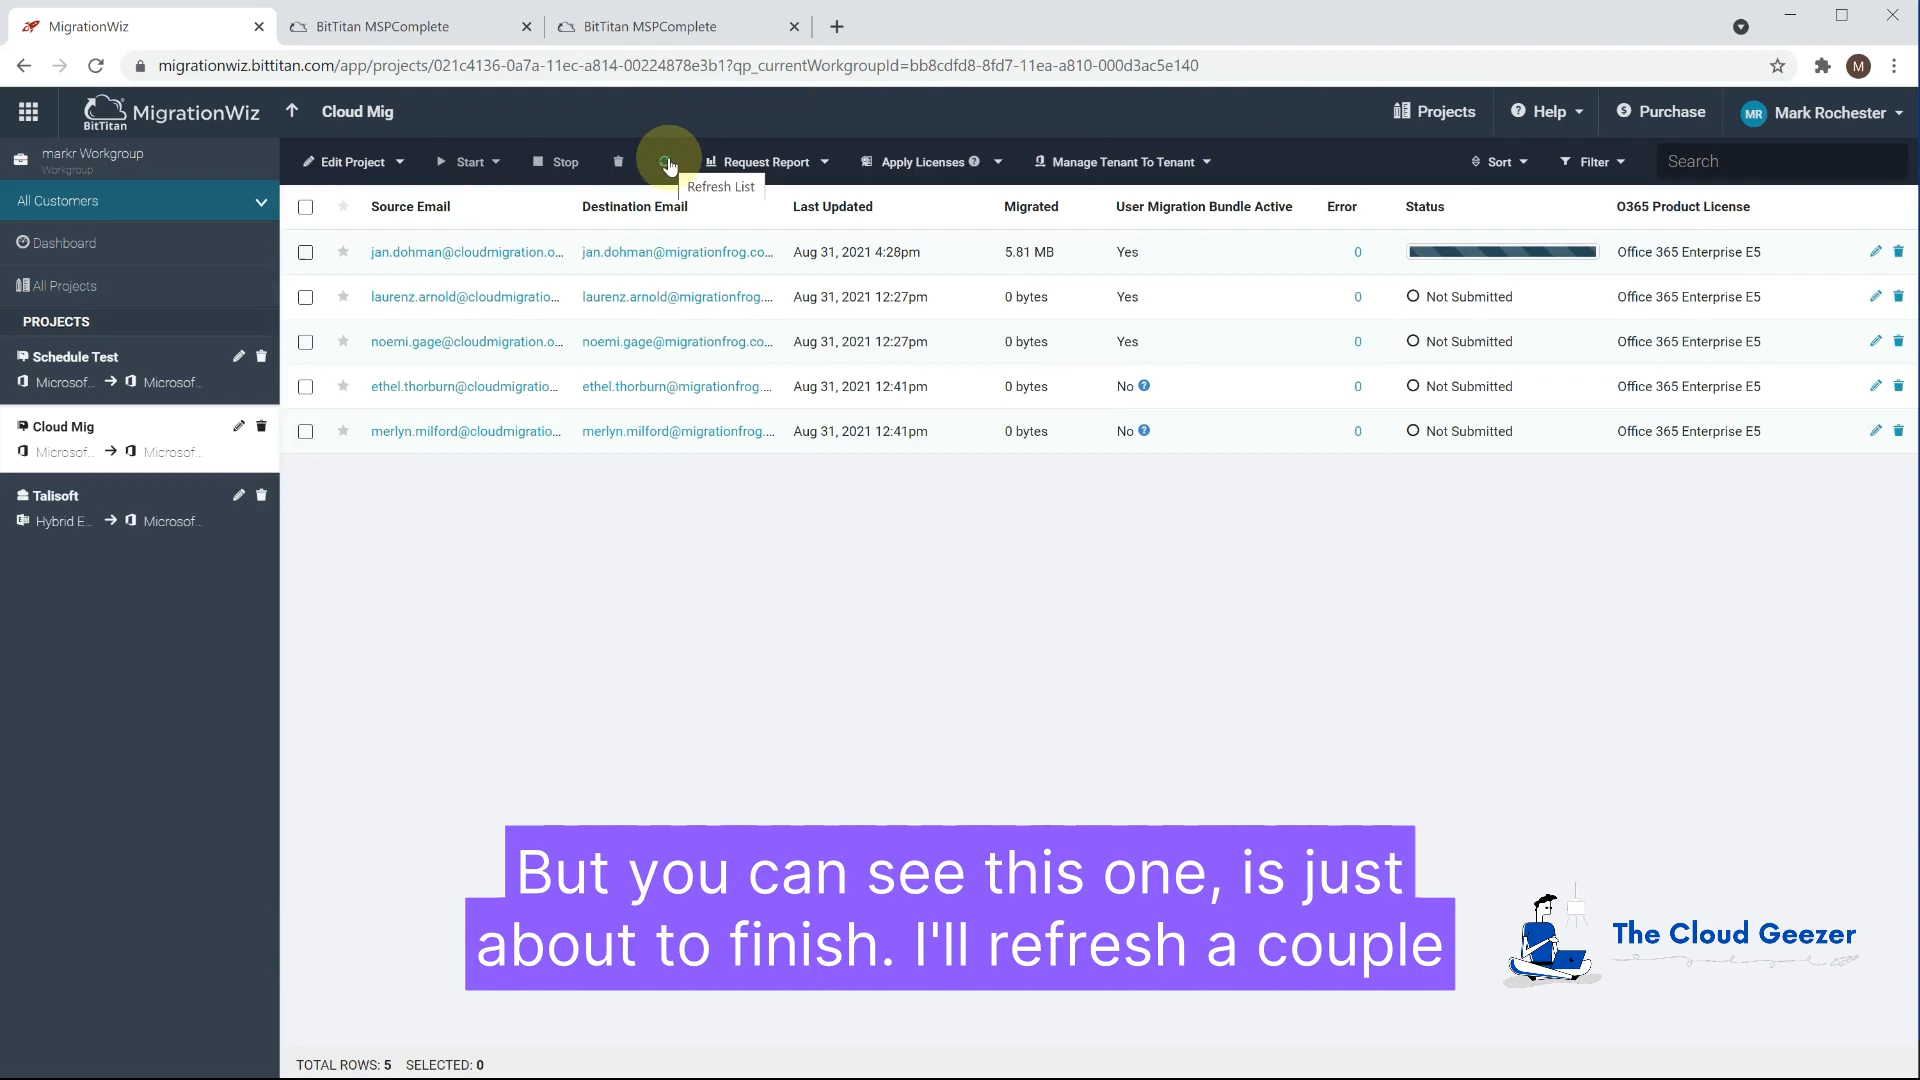 MigrationWiz
BitTitan MSPComplete
BitTitan MSPComplete
migrationwiz.bittitan.com/app/projects/021c4136-0a7a-11ec-a814-00224878e3b1?qp_currentWorkgroupId=bb8cdfd8-8fd7-11ea-a810-000d3ac5e140
M
BitTitan
MigrationWiz
Cloud Mig
Projects
Help
Purchase
MR
Mark Rochester
markr Workgroup
Workgroup
Edit Project
Start
Stop
Request Report
Apply Licenses
Manage Tenant To Tenant
Sort
Filter
Search
Refresh List
All Customers
Dashboard
All Projects
PROJECTS
Schedule Test
Microsof... → Microsof...
Cloud Mig
Microsof... → Microsof...
Talisoft
Hybrid E... → Microsof...
Source Email Destination Email Last Updated Migrated User Migration Bundle Active Error Status O365 Product License
jan.dohman@cloudmigration.o... jan.dohman@migrationfrog.co... Aug 31, 2021 4:28pm 5.81 MB Yes 0 Office 365 Enterprise E5
laurenz.arnold@cloudmigratio... laurenz.arnold@migrationfrog.... Aug 31, 2021 12:27pm 0 bytes Yes 0 Not Submitted Office 365 Enterprise E5
noemi.gage@cloudmigration.o... noemi.gage@migrationfrog.co... Aug 31, 2021 12:27pm 0 bytes Yes 0 Not Submitted Office 365 Enterprise E5
ethel.thorburn@cloudmigratio... ethel.thorburn@migrationfrog.... Aug 31, 2021 12:41pm 0 bytes No 0 Not Submitted Office 365 Enterprise E5
merlyn.milford@cloudmigratio... merlyn.milford@migrationfrog.... Aug 31, 2021 12:41pm 0 bytes No 0 Not Submitted Office 365 Enterprise E5
But you can see this one, is just
about to finish. I'll refresh a couple
The Cloud Geezer
TOTAL ROWS: 5 SELECTED: 0